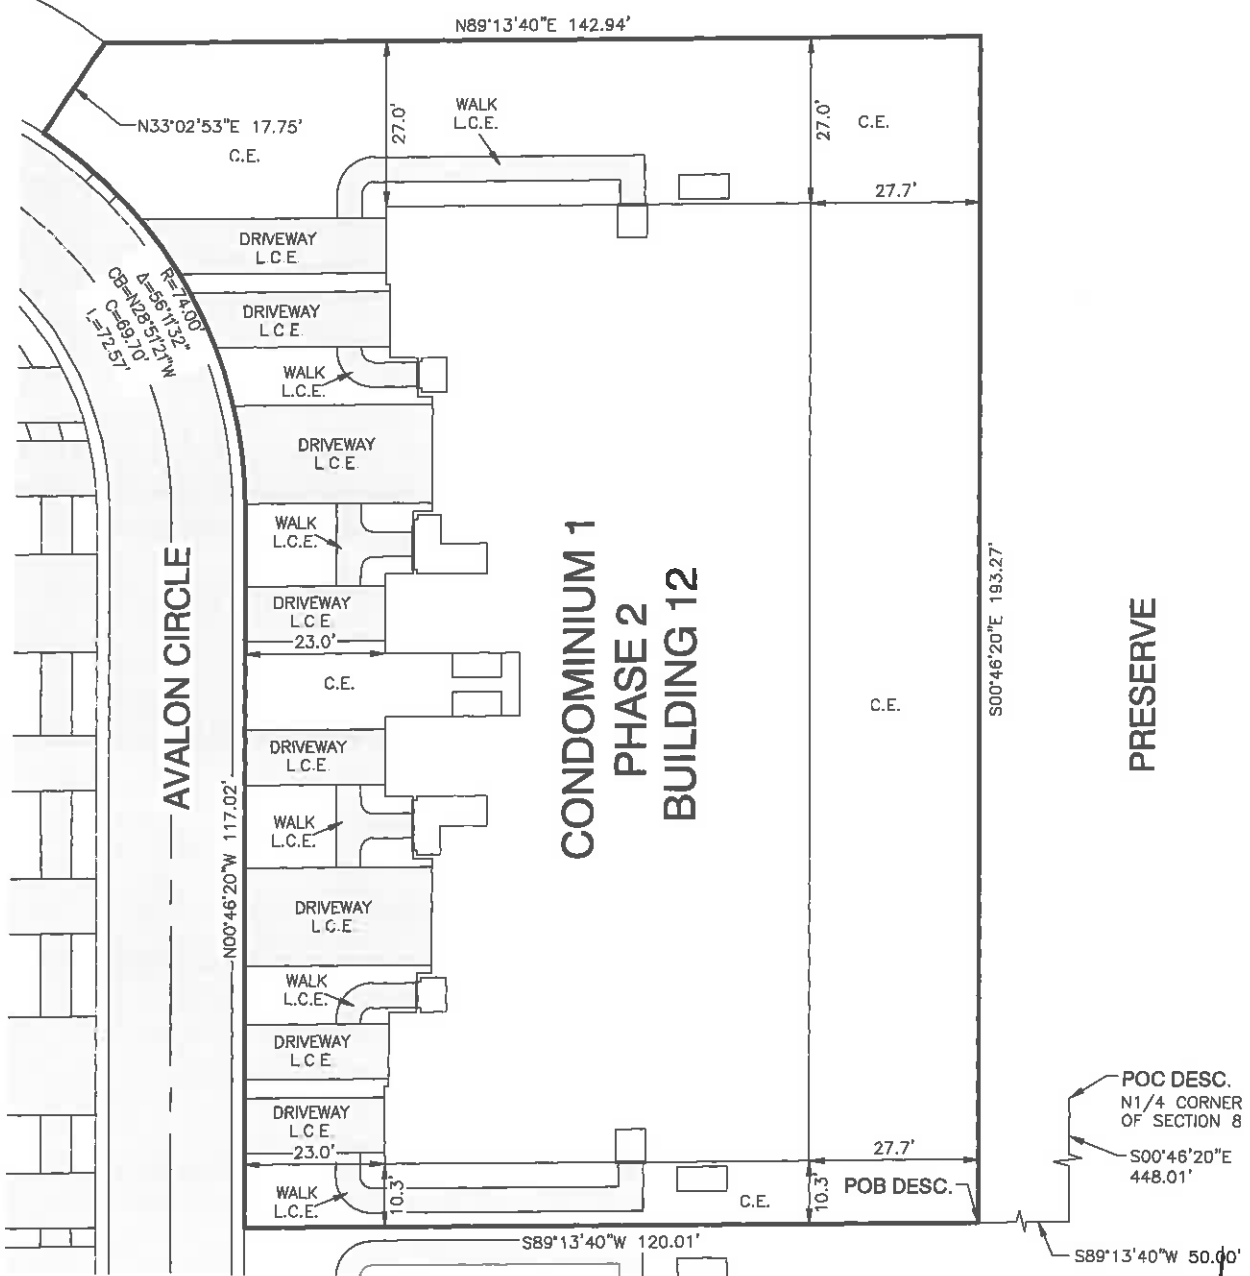 N89°13'40"E 142.94'
N33°02'53"E 17.75'
C.E.
27.0'
WALK
L.C.E.
27.0'
C.E.
27.7'
DRIVEWAY
L.C.E.
R=74.00'
Δ=56°11'32"
CB=N28°51'21"W
C=69.70'
L=72.57'
DRIVEWAY
L.C.E.
WALK
L.C.E.
DRIVEWAY
L.C.E.
WALK
L.C.E.
DRIVEWAY
L.C.E.
23.0'
C.E.
AVALON CIRCLE
N00°46'20"W 117.02'
CONDOMINIUM 1
PHASE 2
BUILDING 12
C.E.
S00°46'20"E 193.27'
PRESERVE
DRIVEWAY
L.C.E.
WALK
L.C.E.
DRIVEWAY
L.C.E.
WALK
L.C.E.
DRIVEWAY
L.C.E.
DRIVEWAY
L.C.E.
23.0'
WALK
L.C.E.
10.3'
C.E.
27.7'
10.3'
POB DESC.
POC DESC.
N1/4 CORNER
OF SECTION 8
S00°46'20"E
448.01'
S89°13'40"W 120.01'
S89°13'40"W 50.00'